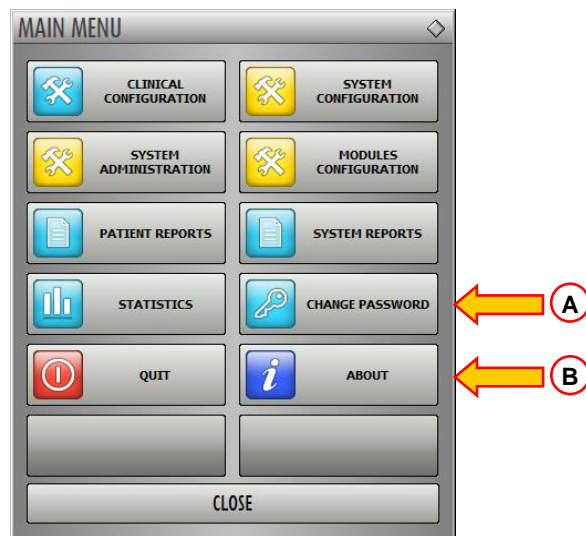 MAIN MENU
CLINICAL
CONFIGURATION
SYSTEM
CONFIGURATION
SYSTEM
ADMINISTRATION
MODULES
CONFIGURATION
PATIENT REPORTS
SYSTEM REPORTS
STATISTICS
CHANGE PASSWORD
A
QUIT
i
ABOUT
B
CLOSE